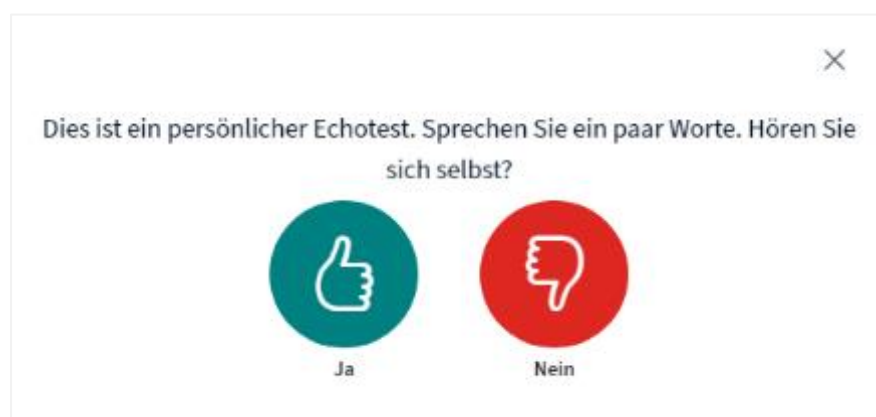 Dies ist ein persönlicher Echotest. Sprechen Sie ein paar Worte. Hören Sie
sich selbst?
Ja
Nein